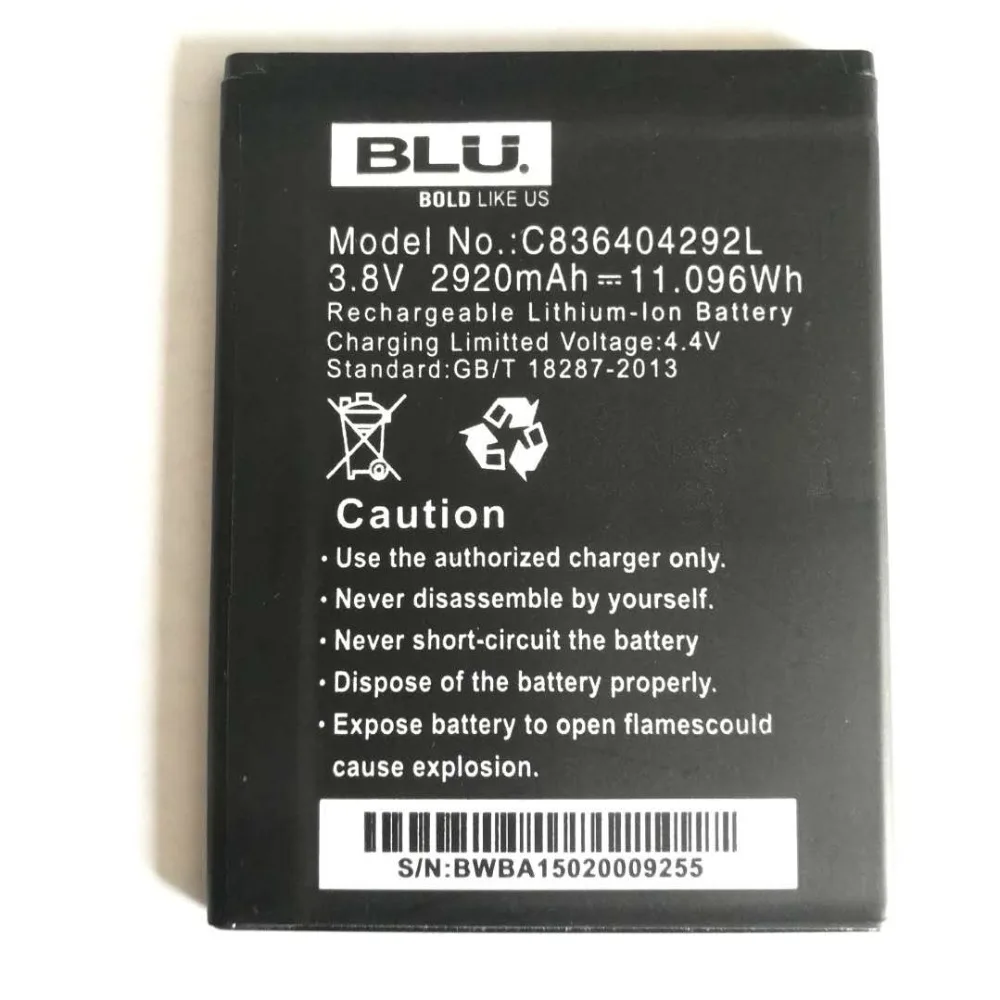 BLU.
BOLD LIKE US
Model No.:C836404292L
3.8V 2920mAh⎓11.096Wh
Rechargeable Lithium-Ion Battery
Charging Limitted Voltage:4.4V
Standard:GB/T 18287-2013
Caution
· Use the authorized charger only.
· Never disassemble by yourself.
· Never short-circuit the battery
· Dispose of the battery properly.
· Expose battery to open flamescould
cause explosion.
S/N:BWBA15020009255